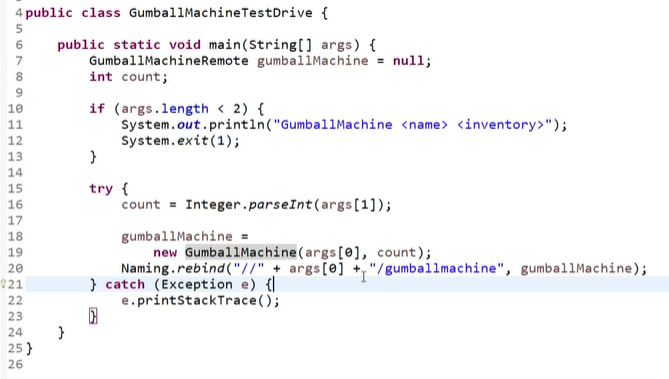 4 public class GumballMachineTestDrive {
5
6     public static void main(String[] args) {
7         GumballMachineRemote gumballMachine = null;
8         int count;
9
10         if (args.length < 2) {
11             System.out.println("GumballMachine <name> <inventory>");
12             System.exit(1);
13         }
14
15         try {
16             count = Integer.parseInt(args[1]);
17
18             gumballMachine =
19                 new GumballMachine(args[0], count);
20             Naming.rebind("//" + args[0] + "/gumballmachine", gumballMachine);
21         } catch (Exception e) {
22             e.printStackTrace();
23         }
24     }
25 }
26